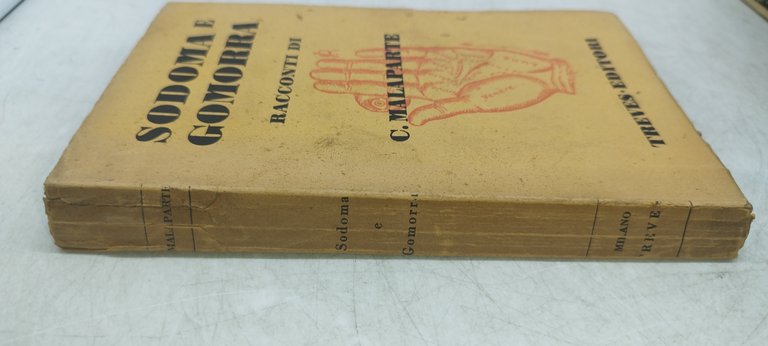 SODOMA E
GOMORRA
RACCONTI DI
C. MALAPARTE
TREVES EDITORI
MALAPARTE
Sodoma
e
Gomorra
MILANO
TREVES